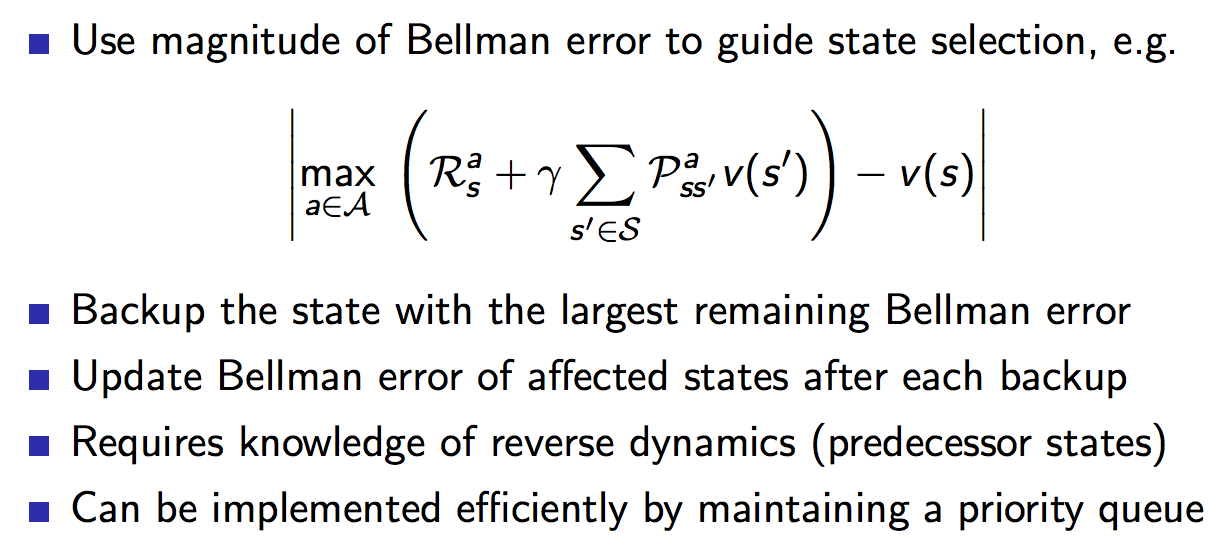 ■ Use magnitude of Bellman error to guide state selection, e.g.
$$\left| \max_{a \in \mathcal{A}} \left( \mathcal{R}^a_s + \gamma \sum_{s' \in \mathcal{S}} \mathcal{P}^a_{ss'} v(s') \right) - v(s) \right|$$
■ Backup the state with the largest remaining Bellman error
■ Update Bellman error of affected states after each backup
■ Requires knowledge of reverse dynamics (predecessor states)
■ Can be implemented efficiently by maintaining a priority queue